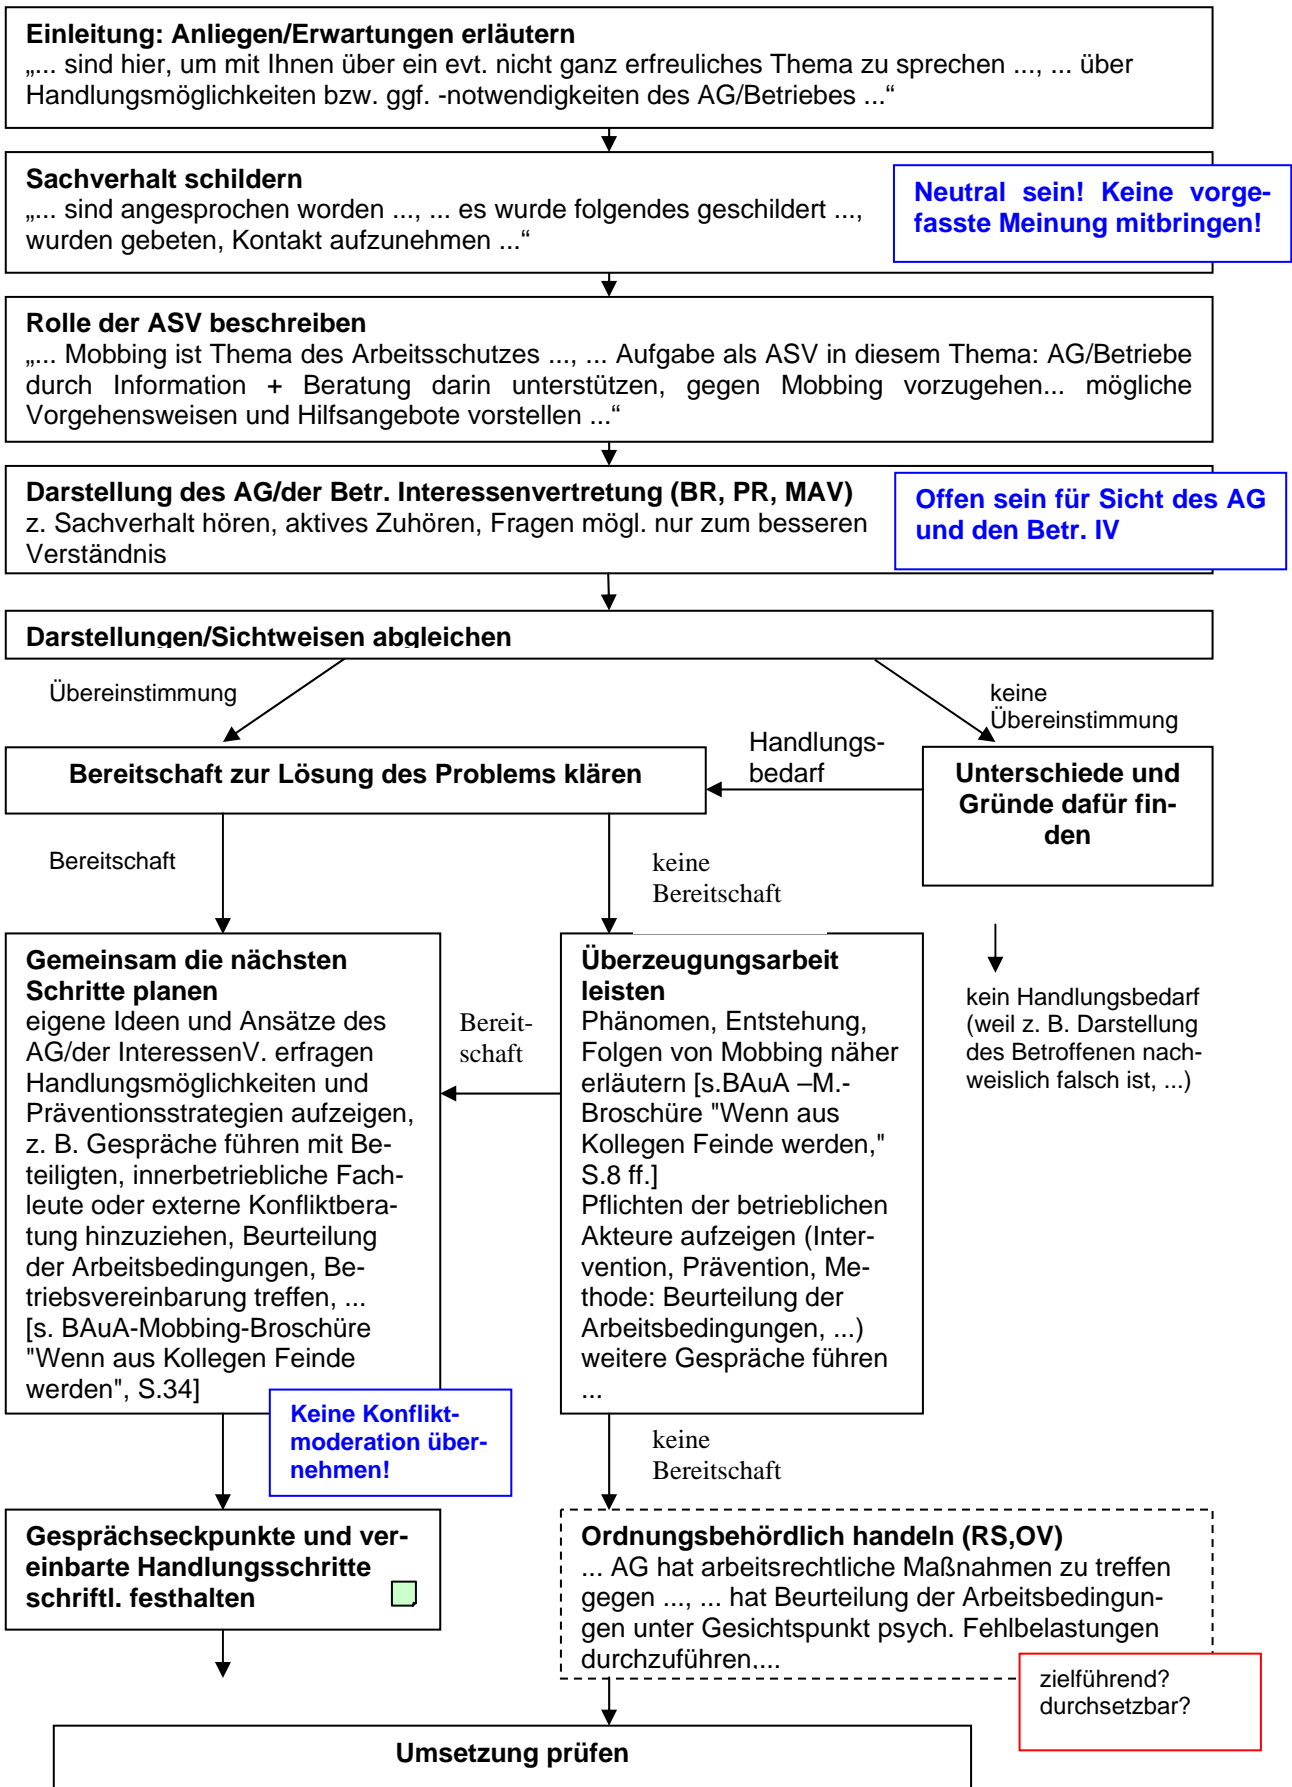 Einleitung: Anliegen/Erwartungen erläutern
„... sind hier, um mit Ihnen über ein evt. nicht ganz erfreuliches Thema zu sprechen ..., ... über
Handlungsmöglichkeiten bzw. ggf. -notwendigkeiten des AG/Betriebes ...“
Sachverhalt schildern
„... sind angesprochen worden ..., ... es wurde folgendes geschildert ...,
wurden gebeten, Kontakt aufzunehmen ...“
Neutral sein! Keine vorge-
fasste Meinung mitbringen!
Rolle der ASV beschreiben
„... Mobbing ist Thema des Arbeitsschutzes ..., ... Aufgabe als ASV in diesem Thema: AG/Betriebe
durch Information + Beratung darin unterstützen, gegen Mobbing vorzugehen... mögliche
Vorgehensweisen und Hilfsangebote vorstellen ...“
Darstellung des AG/der Betr. Interessenvertretung (BR, PR, MAV)
z. Sachverhalt hören, aktives Zuhören, Fragen mögl. nur zum besseren
Verständnis
Offen sein für Sicht des AG
und den Betr. IV
Darstellungen/Sichtweisen abgleichen
Übereinstimmung
keine
Übereinstimmung
Bereitschaft zur Lösung des Problems klären
Handlungs-
bedarf
Unterschiede und
Gründe dafür fin-
den
Bereitschaft
keine
Bereitschaft
Gemeinsam die nächsten
Schritte planen
eigene Ideen und Ansätze des
AG/der InteressenV. erfragen
Handlungsmöglichkeiten und
Präventionsstrategien aufzeigen,
z. B. Gespräche führen mit Be-
teiligten, innerbetriebliche Fach-
leute oder externe Konfliktbera-
tung hinzuziehen, Beurteilung
der Arbeitsbedingungen, Be-
triebsvereinbarung treffen, ...
[s. BAuA-Mobbing-Broschüre
"Wenn aus Kollegen Feinde
werden", S.34]
Keine Konflikt-
moderation über-
nehmen!
Bereit-
schaft
Überzeugungsarbeit
leisten
Phänomen, Entstehung,
Folgen von Mobbing näher
erläutern [s.BAuA –M.-
Broschüre "Wenn aus
Kollegen Feinde werden,"
S.8 ff.]
Pflichten der betrieblichen
Akteure aufzeigen (Inter-
vention, Prävention, Me-
thode: Beurteilung der
Arbeitsbedingungen, ...)
weitere Gespräche führen
...
kein Handlungsbedarf
(weil z. B. Darstellung
des Betroffenen nach-
weislich falsch ist, ...)
keine
Bereitschaft
Gesprächseckpunkte und ver-
einbarte Handlungsschritte
schriftl. festhalten
Ordnungsbehördlich handeln (RS,OV)
... AG hat arbeitsrechtliche Maßnahmen zu treffen
gegen ..., ... hat Beurteilung der Arbeitsbedingun-
gen unter Gesichtspunkt psych. Fehlbelastungen
durchzuführen,...
zielführend?
durchsetzbar?
Umsetzung prüfen